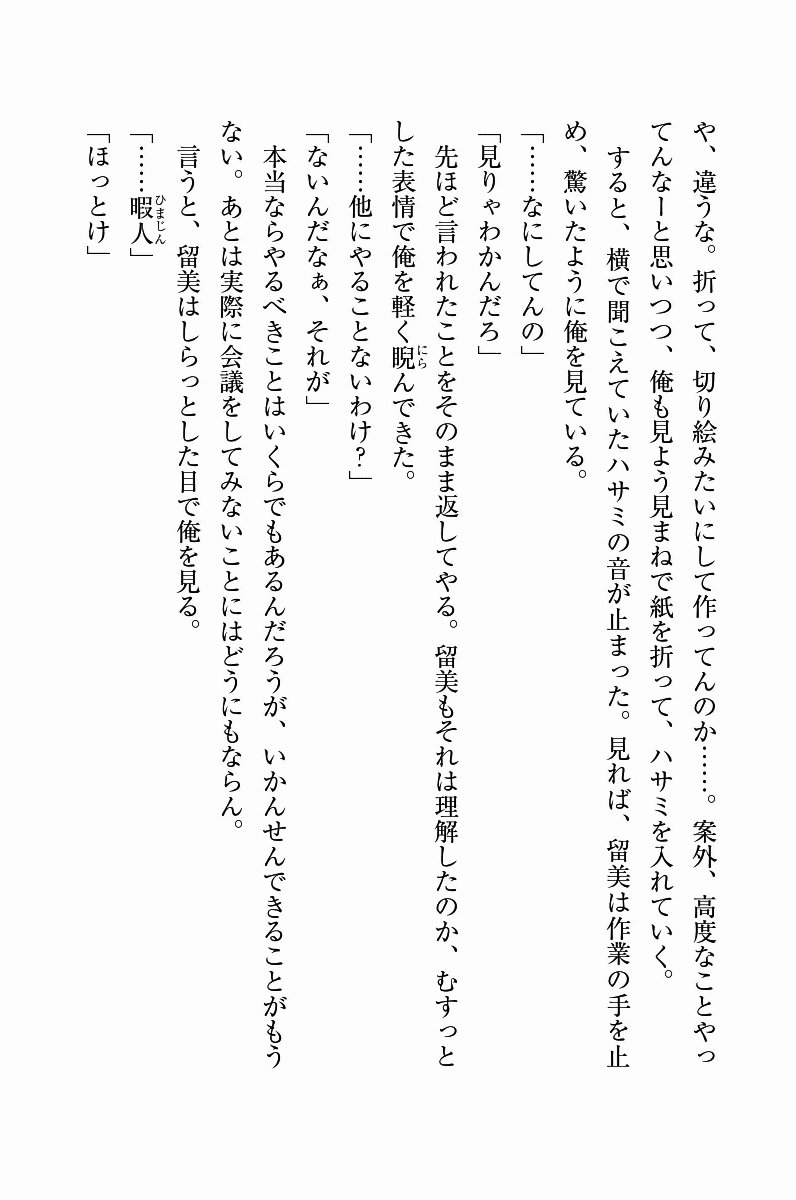 や、違うな。折って、切り絵みたいにして作ってんのか……。案外、高度なことやっ
てんなーと思いつつ、俺も見よう見まねで紙を折って、ハサミを入れていく。
すると、横で聞こえていたハサミの音が止まった。見れば、留美は作業の手を止
め、驚いたように俺を見ている。
「……なにしてんの」
「見りゃわかんだろ」
先ほど言われたことをそのまま返してやる。留美もそれは理解したのか、むすっと
した表情で俺を軽く睨んできた。
「……他にやることないわけ?」
「ないんだなぁ、それが」
本当ならやるべきことはいくらでもあるんだろうが、いかんせんできることがもう
ない。あとは実際に会議をしてみないことにはどうにもならん。
言うと、留美はしらっとした目で俺を見る。
「……暇人」
「ほっとけ」